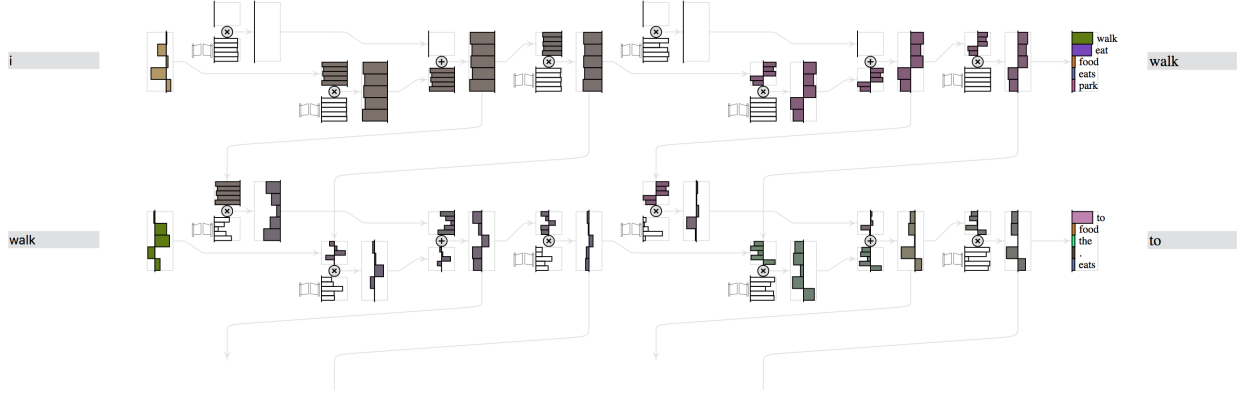 i
walk
eat
food
eats
park
walk
walk
to
food
the
.
eats
to